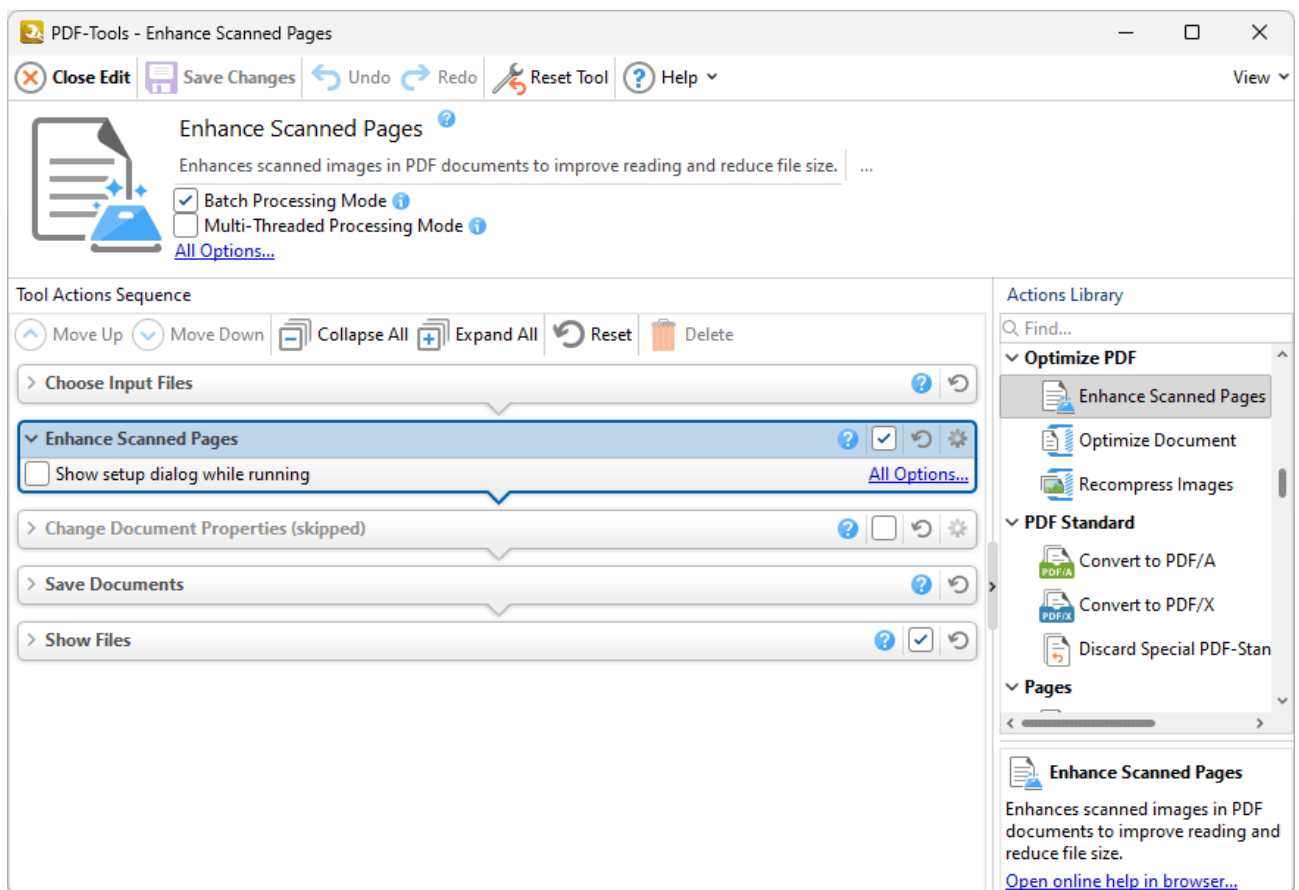 PDF-Tools - Enhance Scanned Pages
Close Edit Save Changes Undo Redo Reset Tool ? Help View
Enhance Scanned Pages ?
Enhances scanned images in PDF documents to improve reading and reduce file size. ...
Batch Processing Mode i
Multi-Threaded Processing Mode i
All Options...
Tool Actions Sequence
Move Up Move Down Collapse All Expand All Reset Delete
Choose Input Files ?
Enhance Scanned Pages ?
Show setup dialog while running All Options...
Change Document Properties (skipped) ?
Save Documents ?
Show Files ?
Actions Library
Find...
Optimize PDF
Enhance Scanned Pages
Optimize Document
Recompress Images
PDF Standard
PDF/A Convert to PDF/A
PDF/X Convert to PDF/X
Discard Special PDF-Stan
Pages
Enhance Scanned Pages
Enhances scanned images in PDF
documents to improve reading and
reduce file size.
Open online help in browser...